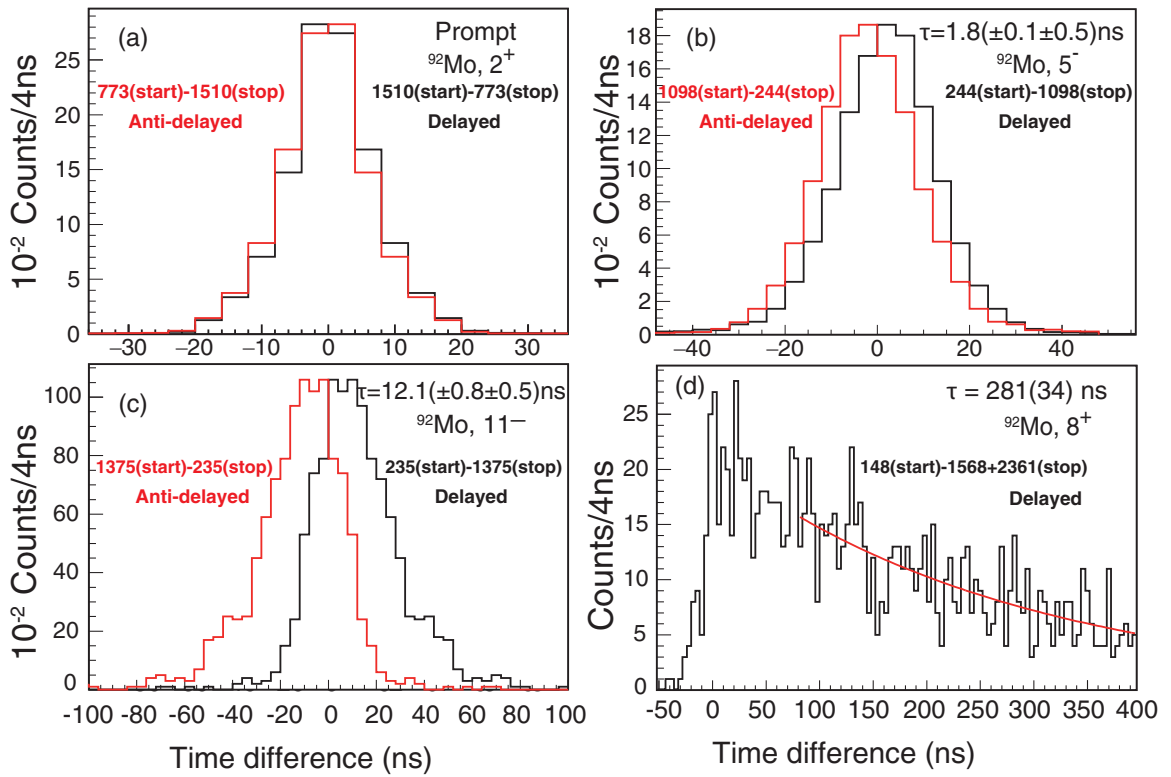 (a)
Prompt
⁹²Mo, 2⁺
773(start)-1510(stop)
Anti-delayed
1510(start)-773(stop)
Delayed
10⁻² Counts/4ns
25
20
15
10
5
0
−30 −20 −10 0 10 20 30
(b)
τ=1.8(±0.1±0.5)ns
⁹²Mo, 5⁻
1098(start)-244(stop)
Anti-delayed
244(start)-1098(stop)
Delayed
10⁻² Counts/4ns
18
16
14
12
10
8
6
4
2
0
−40 −20 0 20 40
(c)
τ=12.1(±0.8±0.5)ns
⁹²Mo, 11⁻
1375(start)-235(stop)
Anti-delayed
235(start)-1375(stop)
Delayed
10⁻² Counts/4ns
100
80
60
40
20
0
-100 -80 -60 -40 -20 0 20 40 60 80 100
Time difference (ns)
(d)
τ = 281(34) ns
⁹²Mo, 8⁺
148(start)-1568+2361(stop)
Delayed
Counts/4ns
25
20
15
10
5
0
-50 0 50 100 150 200 250 300 350 400
Time difference (ns)